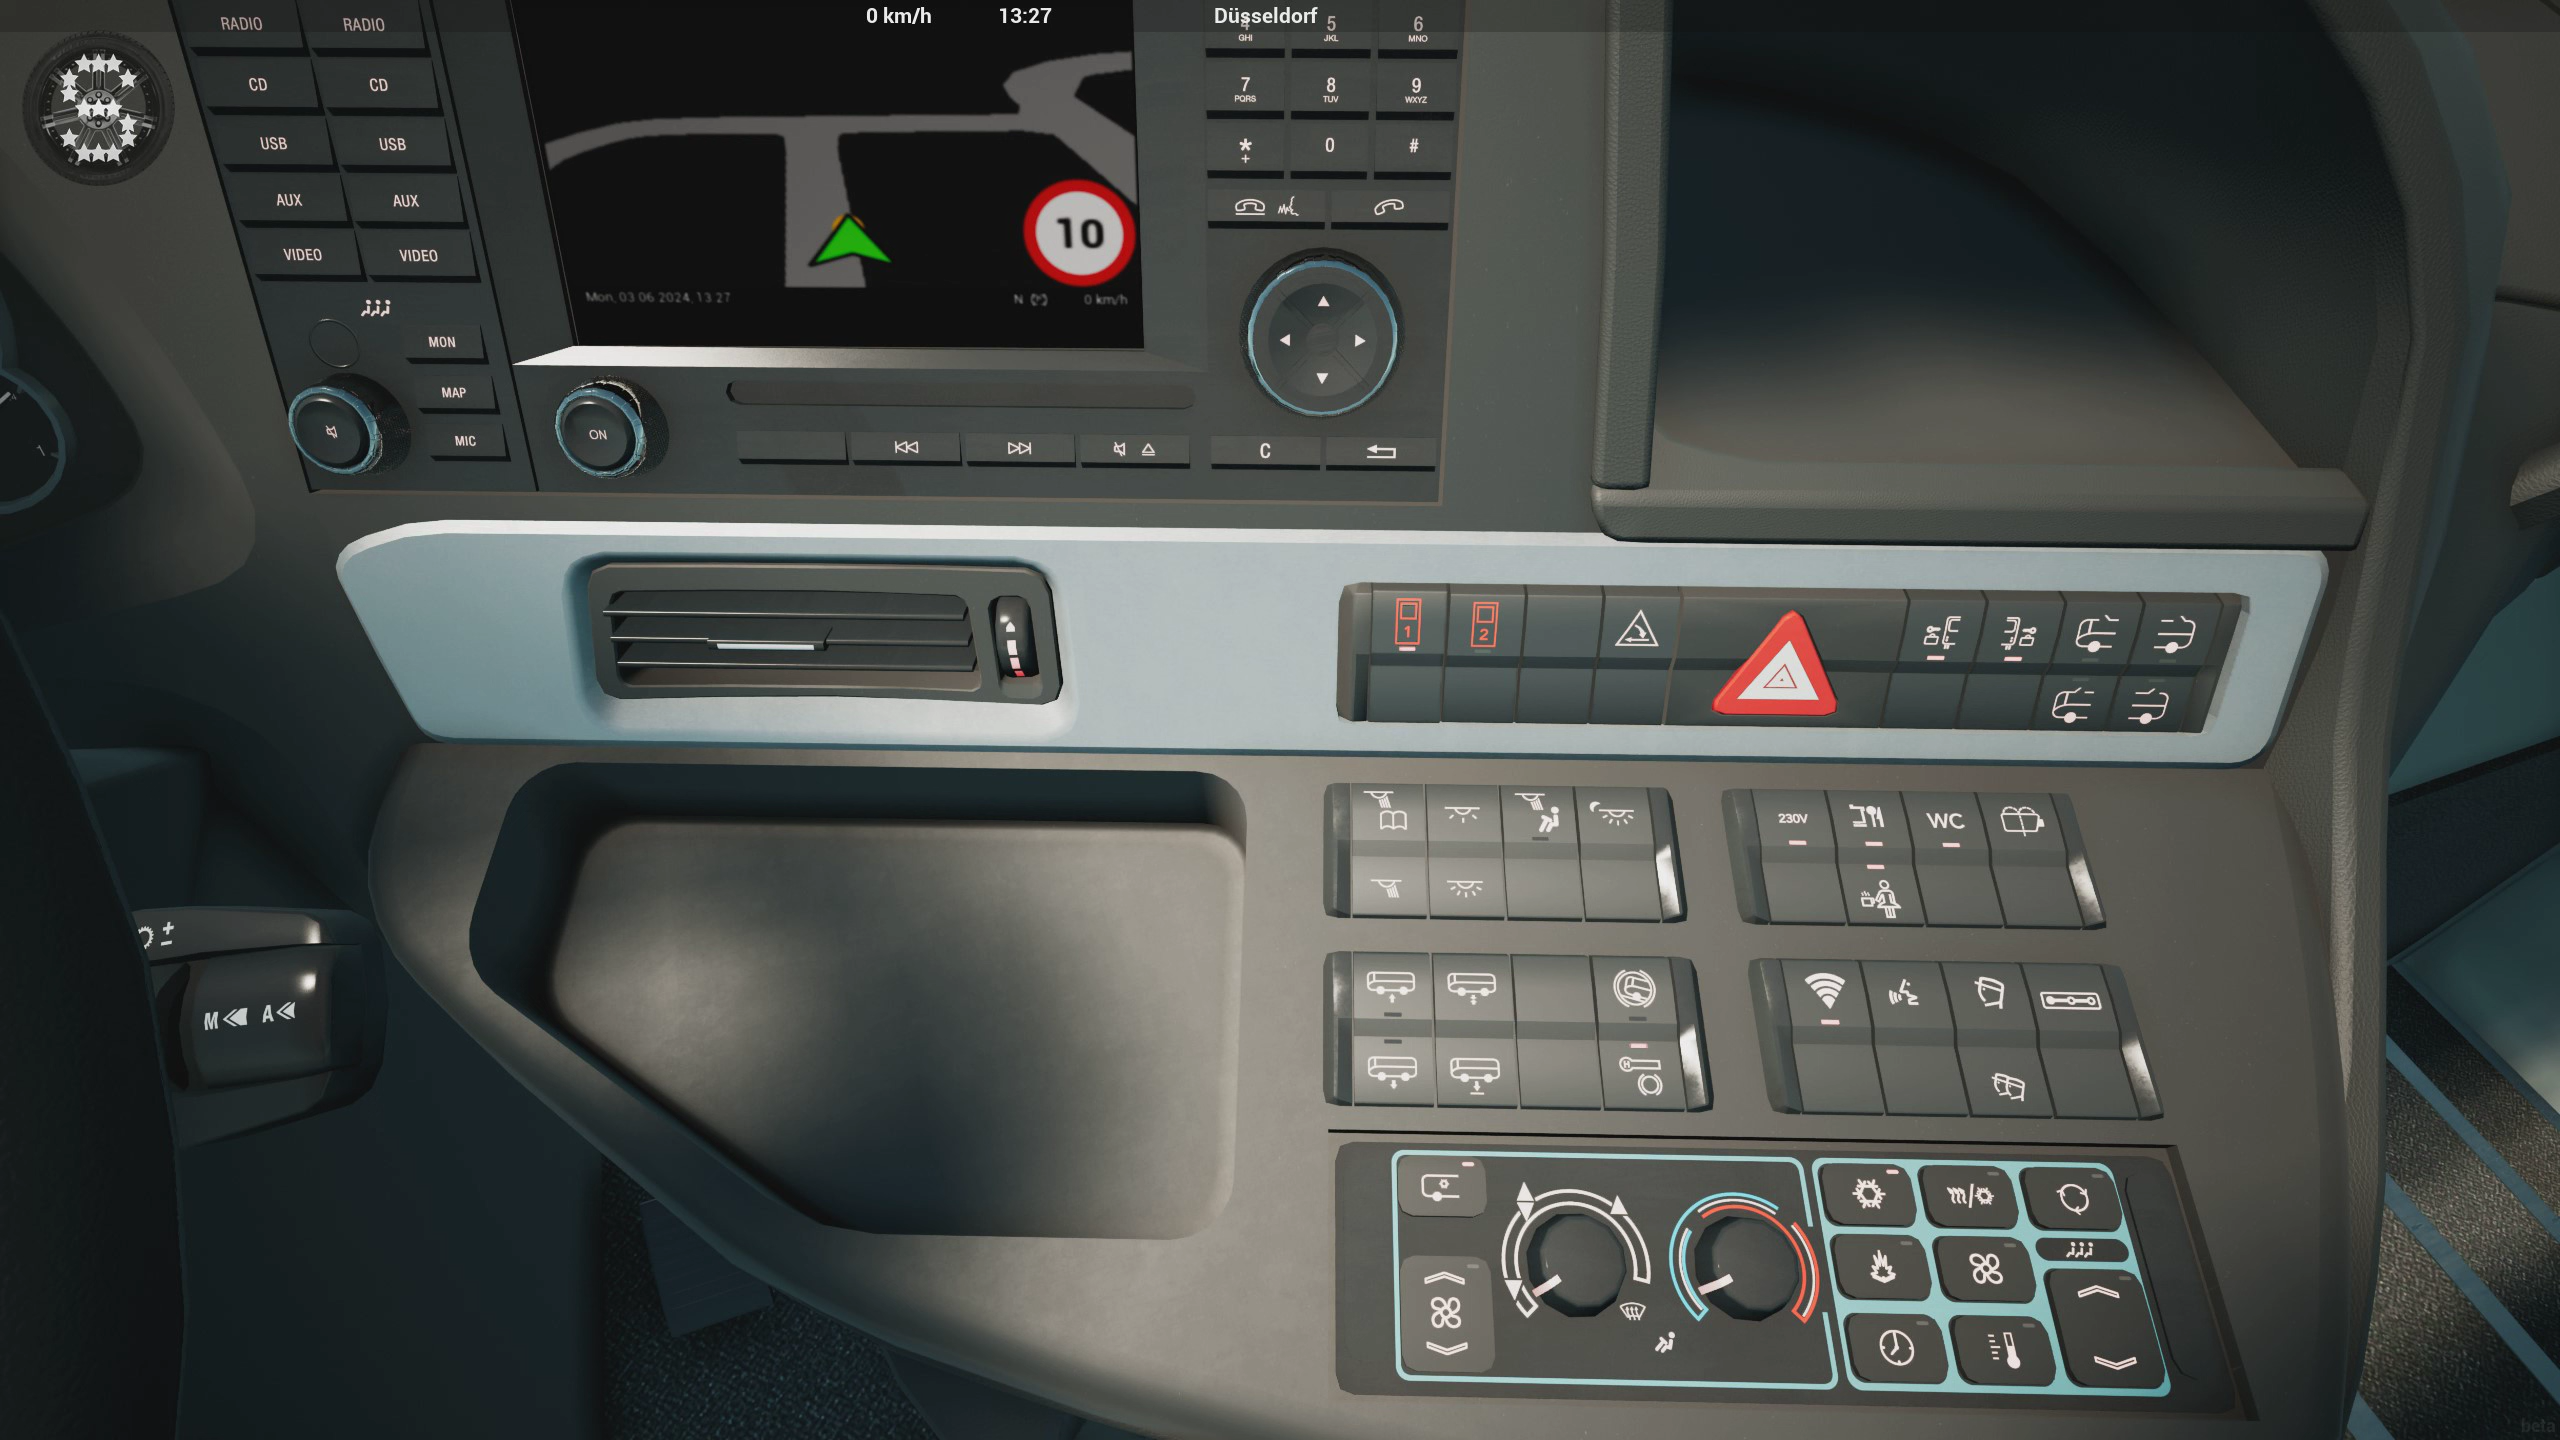 0 km/h 13:27 Düsseldorf
RADIO RADIO
CD CD
USB USB
AUX AUX
VIDEO VIDEO
MON
MAP
MIC
ON
10
Mon, 03.06.2024, 13:27
N (P) 0 km/h
4 5 6
GHI JKL MNO
7 8 9
PQRS TUV WXYZ
* 0 #
+
C
1 2
230V WC
M A
H
beta